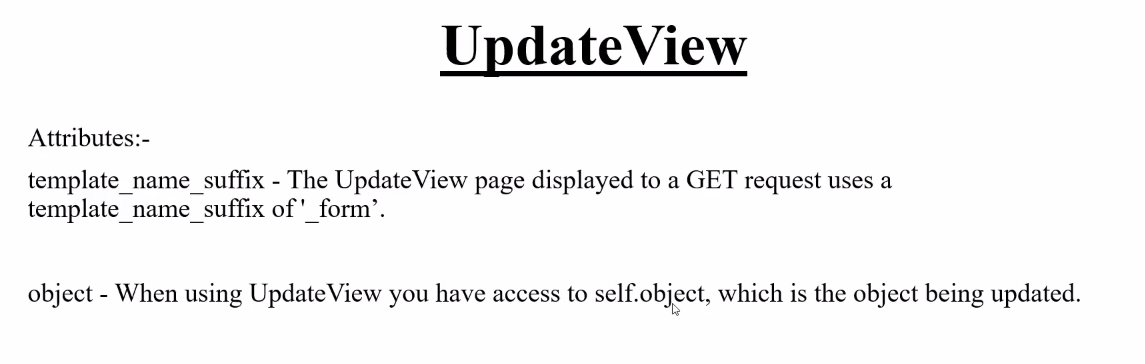 UpdateView
Attributes:-
template_name_suffix - The UpdateView page displayed to a GET request uses a
template_name_suffix of '_form’.
object - When using UpdateView you have access to self.object, which is the object being updated.